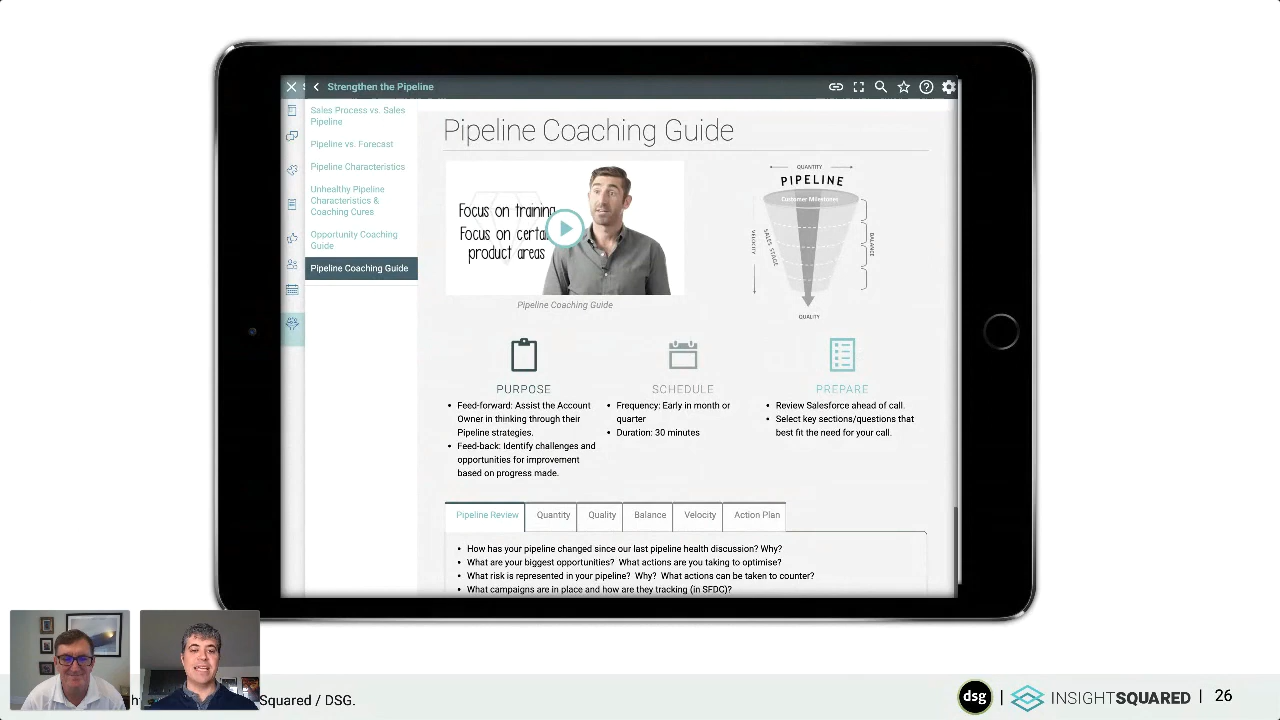 Strengthen the Pipeline
Sales Process vs. Sales
Pipeline
Pipeline vs. Forecast
Pipeline Characteristics
Unhealthy Pipeline
Characteristics &
Coaching Cures
Opportunity Coaching
Guide
Pipeline Coaching Guide
Pipeline Coaching Guide
Focus on training
Focus on certai
product areas
Pipeline Coaching Guide
QUANTITY
PIPELINE
Customer Milestones
SALES STAGE
VELOCITY
BALANCE
QUALITY
PURPOSE
• Feed-forward: Assist the Account
Owner in thinking through their
Pipeline strategies.
• Feed-back: Identify challenges and
opportunities for improvement
based on progress made.
SCHEDULE
• Frequency: Early in month or
quarter
• Duration: 30 minutes
PREPARE
• Review Salesforce ahead of call.
• Select key sections/questions that
best fit the need for your call.
Pipeline Review Quantity Quality Balance Velocity Action Plan
• How has your pipeline changed since our last pipeline health discussion? Why?
• What are your biggest opportunities? What actions are you taking to optimise?
• What risk is represented in your pipeline? Why? What actions can be taken to counter?
• What campaigns are in place and how are they tracking (in SFDC)?
Squared / DSG.
dsg | INSIGHTSQUARED | 26